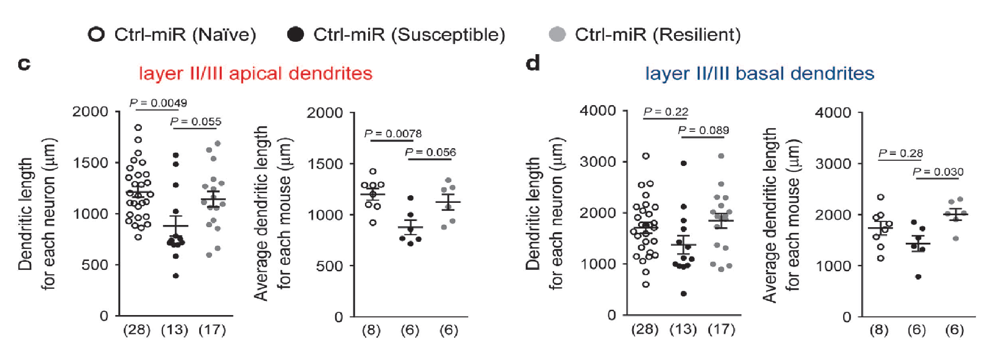 Ctrl-miR (Naïve) Ctrl-miR (Susceptible) Ctrl-miR (Resilient)
c
layer II/III apical dendrites
Dendritic length
for each neuron (μm)
2000
1500
1000
500
0
P = 0.0049
P = 0.055
(28) (13) (17)
Average dendritic length
for each mouse (μm)
2000
1500
1000
500
0
P = 0.0078
P = 0.056
(8) (6) (6)
d
layer II/III basal dendrites
Dendritic length
for each neuron (μm)
4000
3000
2000
1000
0
P = 0.22
P = 0.089
(28) (13) (17)
Average dendritic length
for each mouse (μm)
4000
3000
2000
1000
0
P = 0.28
P = 0.030
(8) (6) (6)